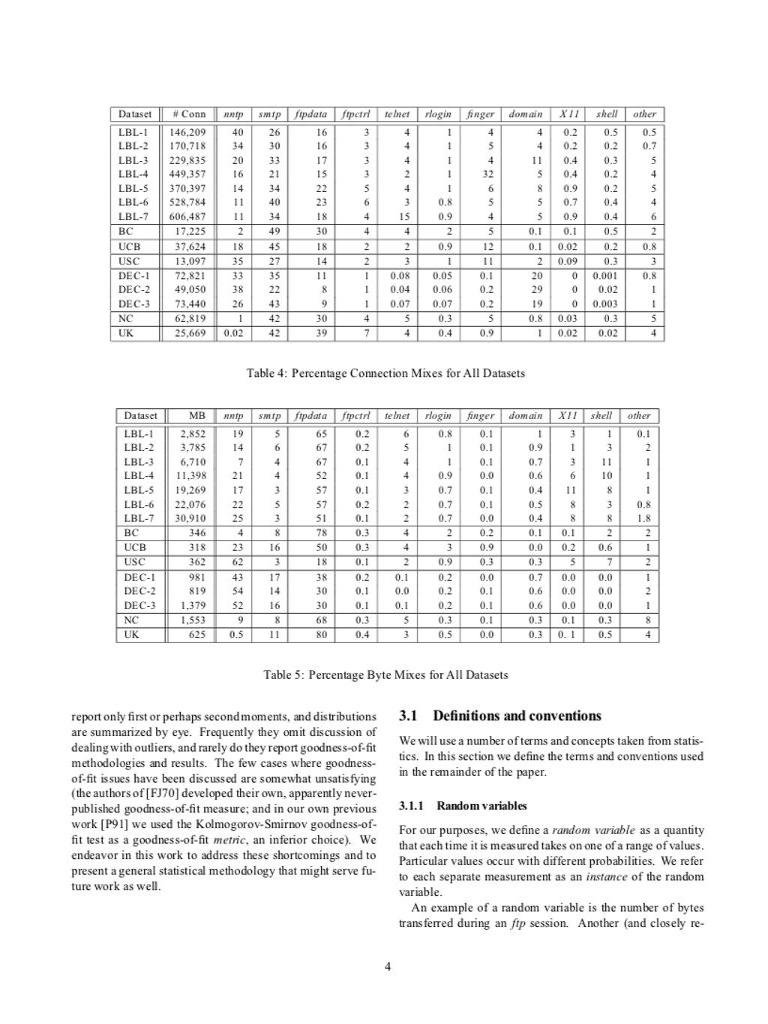 Dataset # Conn nntp smtp ftpdata ftpctrl telnet rlogin finger domain X11 shell other
LBL-1 146,209 40 26 16 3 4 1 4 4 0.2 0.5 0.5
LBL-2 170,718 34 30 16 3 4 1 5 4 0.2 0.2 0.7
LBL-3 229,835 20 33 17 3 4 1 4 11 0.4 0.3 5
LBL-4 449,357 16 21 15 3 2 1 32 5 0.4 0.2 4
LBL-5 370,397 14 34 22 5 4 1 6 8 0.9 0.2 5
LBL-6 528,784 11 40 23 6 3 0.8 5 5 0.7 0.4 4
LBL-7 606,487 11 34 18 4 15 0.9 4 5 0.9 0.4 6
BC 17,225 2 49 30 4 4 2 5 0.1 0.1 0.5 2
UCB 37,624 18 45 18 2 2 0.9 12 0.1 0.02 0.2 0.8
USC 13,097 35 27 14 2 3 1 11 2 0.09 0.3 3
DEC-1 72,821 33 35 11 1 0.08 0.05 0.1 20 0 0.001 0.8
DEC-2 49,050 38 22 8 1 0.04 0.06 0.2 29 0 0.02 1
DEC-3 73,440 26 43 9 1 0.07 0.07 0.2 19 0 0.003 1
NC 62,819 1 42 30 4 5 0.3 5 0.8 0.03 0.3 5
UK 25,669 0.02 42 39 7 4 0.4 0.9 1 0.02 0.02 4
Table 4: Percentage Connection Mixes for All Datasets
Dataset MB nntp smtp ftpdata ftpctrl telnet rlogin finger domain X11 shell other
LBL-1 2,852 19 5 65 0.2 6 0.8 0.1 1 3 1 0.1
LBL-2 3,785 14 6 67 0.2 5 1 0.1 0.9 1 3 2
LBL-3 6,710 7 4 67 0.1 4 1 0.1 0.7 3 11 1
LBL-4 11,398 21 4 52 0.1 4 0.9 0.0 0.6 6 10 1
LBL-5 19,269 17 3 57 0.1 3 0.7 0.1 0.4 11 8 1
LBL-6 22,076 22 5 57 0.2 2 0.7 0.1 0.5 8 3 0.8
LBL-7 30,910 25 3 51 0.1 2 0.7 0.0 0.4 8 8 1.8
BC 346 4 8 78 0.3 4 2 0.2 0.1 0.1 2 2
UCB 318 23 16 50 0.3 4 3 0.9 0.0 0.2 0.6 1
USC 362 62 3 18 0.1 2 0.9 0.3 0.3 5 7 2
DEC-1 981 43 17 38 0.2 0.1 0.2 0.0 0.7 0.0 0.0 1
DEC-2 819 54 14 30 0.1 0.0 0.2 0.1 0.6 0.0 0.0 2
DEC-3 1,379 52 16 30 0.1 0.1 0.2 0.1 0.6 0.0 0.0 1
NC 1,553 9 8 68 0.3 5 0.3 0.1 0.3 0.1 0.3 8
UK 625 0.5 11 80 0.4 3 0.5 0.0 0.3 0. 1 0.5 4
Table 5: Percentage Byte Mixes for All Datasets
report only first or perhaps second moments, and distributions
are summarized by eye. Frequently they omit discussion of
dealing with outliers, and rarely do they report goodness-of-fit
methodologies and results. The few cases where goodness-
of-fit issues have been discussed are somewhat unsatisfying
(the authors of [FJ70] developed their own, apparently never-
published goodness-of-fit measure; and in our own previous
work [P91] we used the Kolmogorov-Smirnov goodness-of-
fit test as a goodness-of-fit metric, an inferior choice). We
endeavor in this work to address these shortcomings and to
present a general statistical methodology that might serve fu-
ture work as well.
3.1 Definitions and conventions
We will use a number of terms and concepts taken from statis-
tics. In this section we define the terms and conventions used
in the remainder of the paper.
3.1.1 Random variables
For our purposes, we define a random variable as a quantity
that each time it is measured takes on one of a range of values.
Particular values occur with different probabilities. We refer
to each separate measurement as an instance of the random
variable.
An example of a random variable is the number of bytes
transferred during an ftp session. Another (and closely re-
4